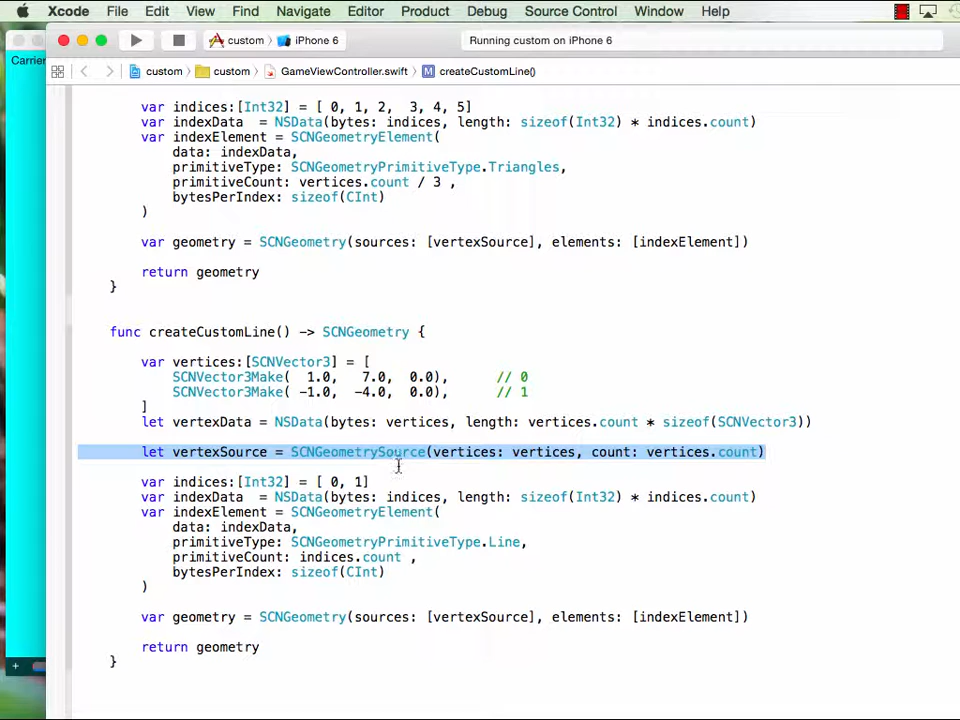 Xcode File Edit View Find Navigate Editor Product Debug Source Control Window Help
custom iPhone 6 Running custom on iPhone 6
Carrier
custom custom GameViewController.swift M createCustomLine()
var indices:[Int32] = [ 0, 1, 2, 3, 4, 5]
var indexData = NSData(bytes: indices, length: sizeof(Int32) * indices.count)
var indexElement = SCNGeometryElement(
data: indexData,
primitiveType: SCNGeometryPrimitiveType.Triangles,
primitiveCount: vertices.count / 3 ,
bytesPerIndex: sizeof(CInt)
)
var geometry = SCNGeometry(sources: [vertexSource], elements: [indexElement])
return geometry
}
func createCustomLine() -> SCNGeometry {
var vertices:[SCNVector3] = [
SCNVector3Make( 1.0, 7.0, 0.0), // 0
SCNVector3Make( -1.0, -4.0, 0.0), // 1
]
let vertexData = NSData(bytes: vertices, length: vertices.count * sizeof(SCNVector3))
let vertexSource = SCNGeometrySource(vertices: vertices, count: vertices.count)
var indices:[Int32] = [ 0, 1]
var indexData = NSData(bytes: indices, length: sizeof(Int32) * indices.count)
var indexElement = SCNGeometryElement(
data: indexData,
primitiveType: SCNGeometryPrimitiveType.Line,
primitiveCount: indices.count ,
bytesPerIndex: sizeof(CInt)
)
var geometry = SCNGeometry(sources: [vertexSource], elements: [indexElement])
return geometry
}